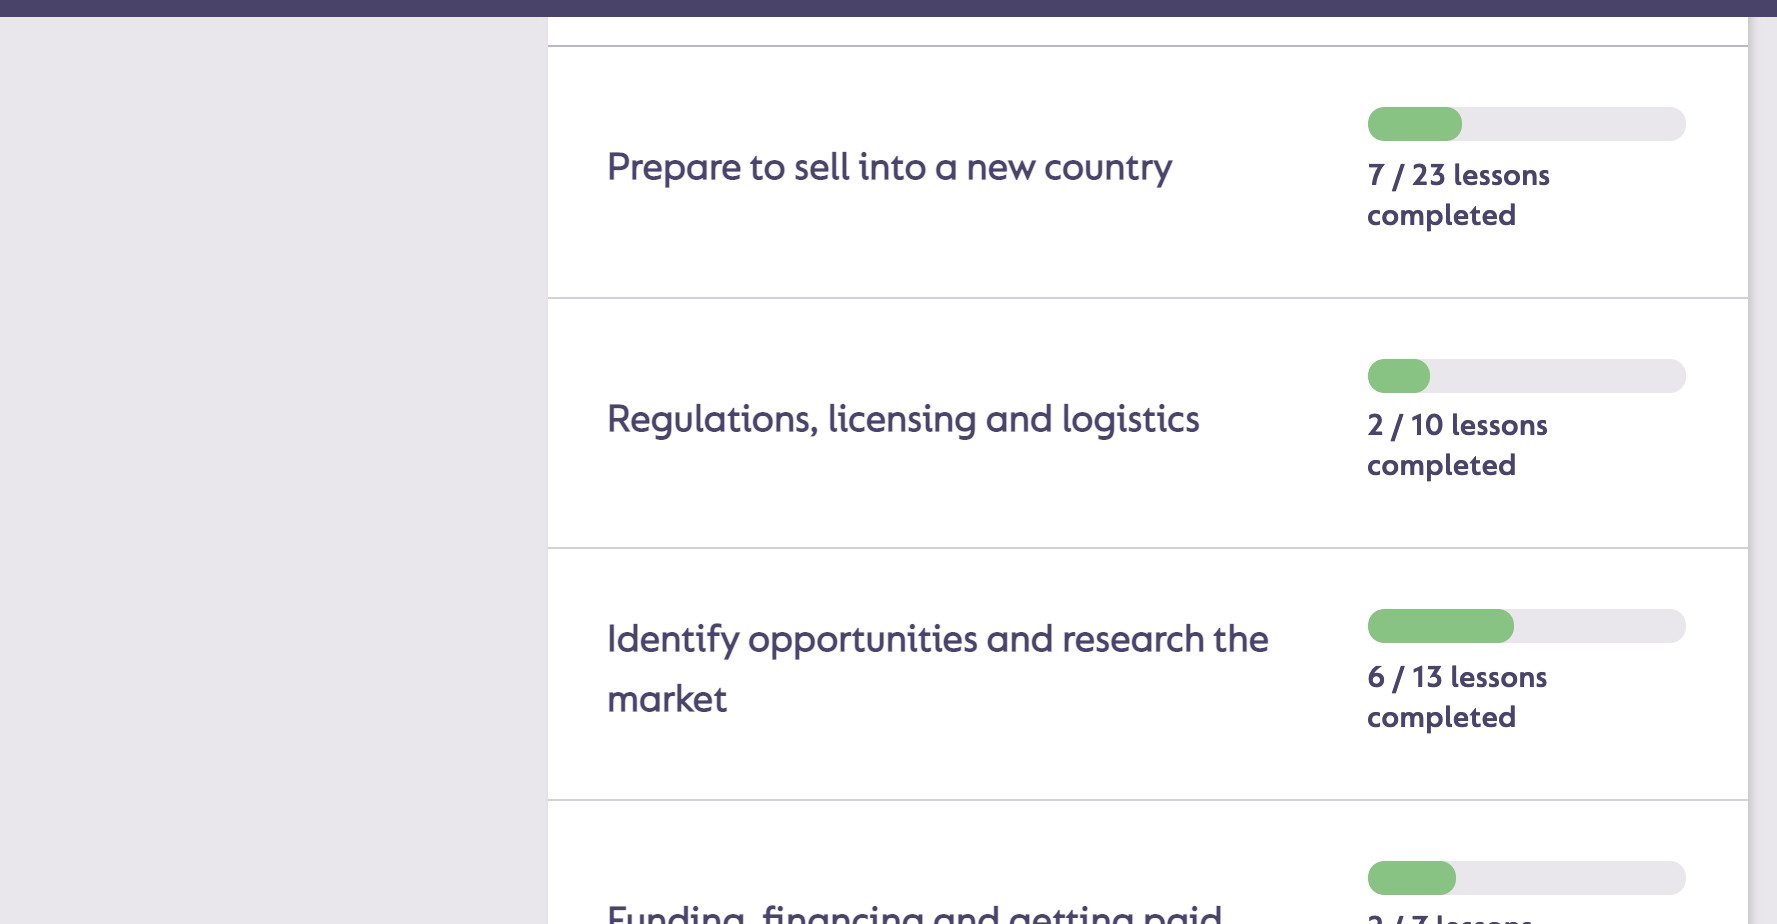 Prepare to sell into a new country
7 / 23 lessons
completed
Regulations, licensing and logistics
2 / 10 lessons
completed
Identify opportunities and research the
market
6 / 13 lessons
completed
Funding, financing and getting paid
lessons